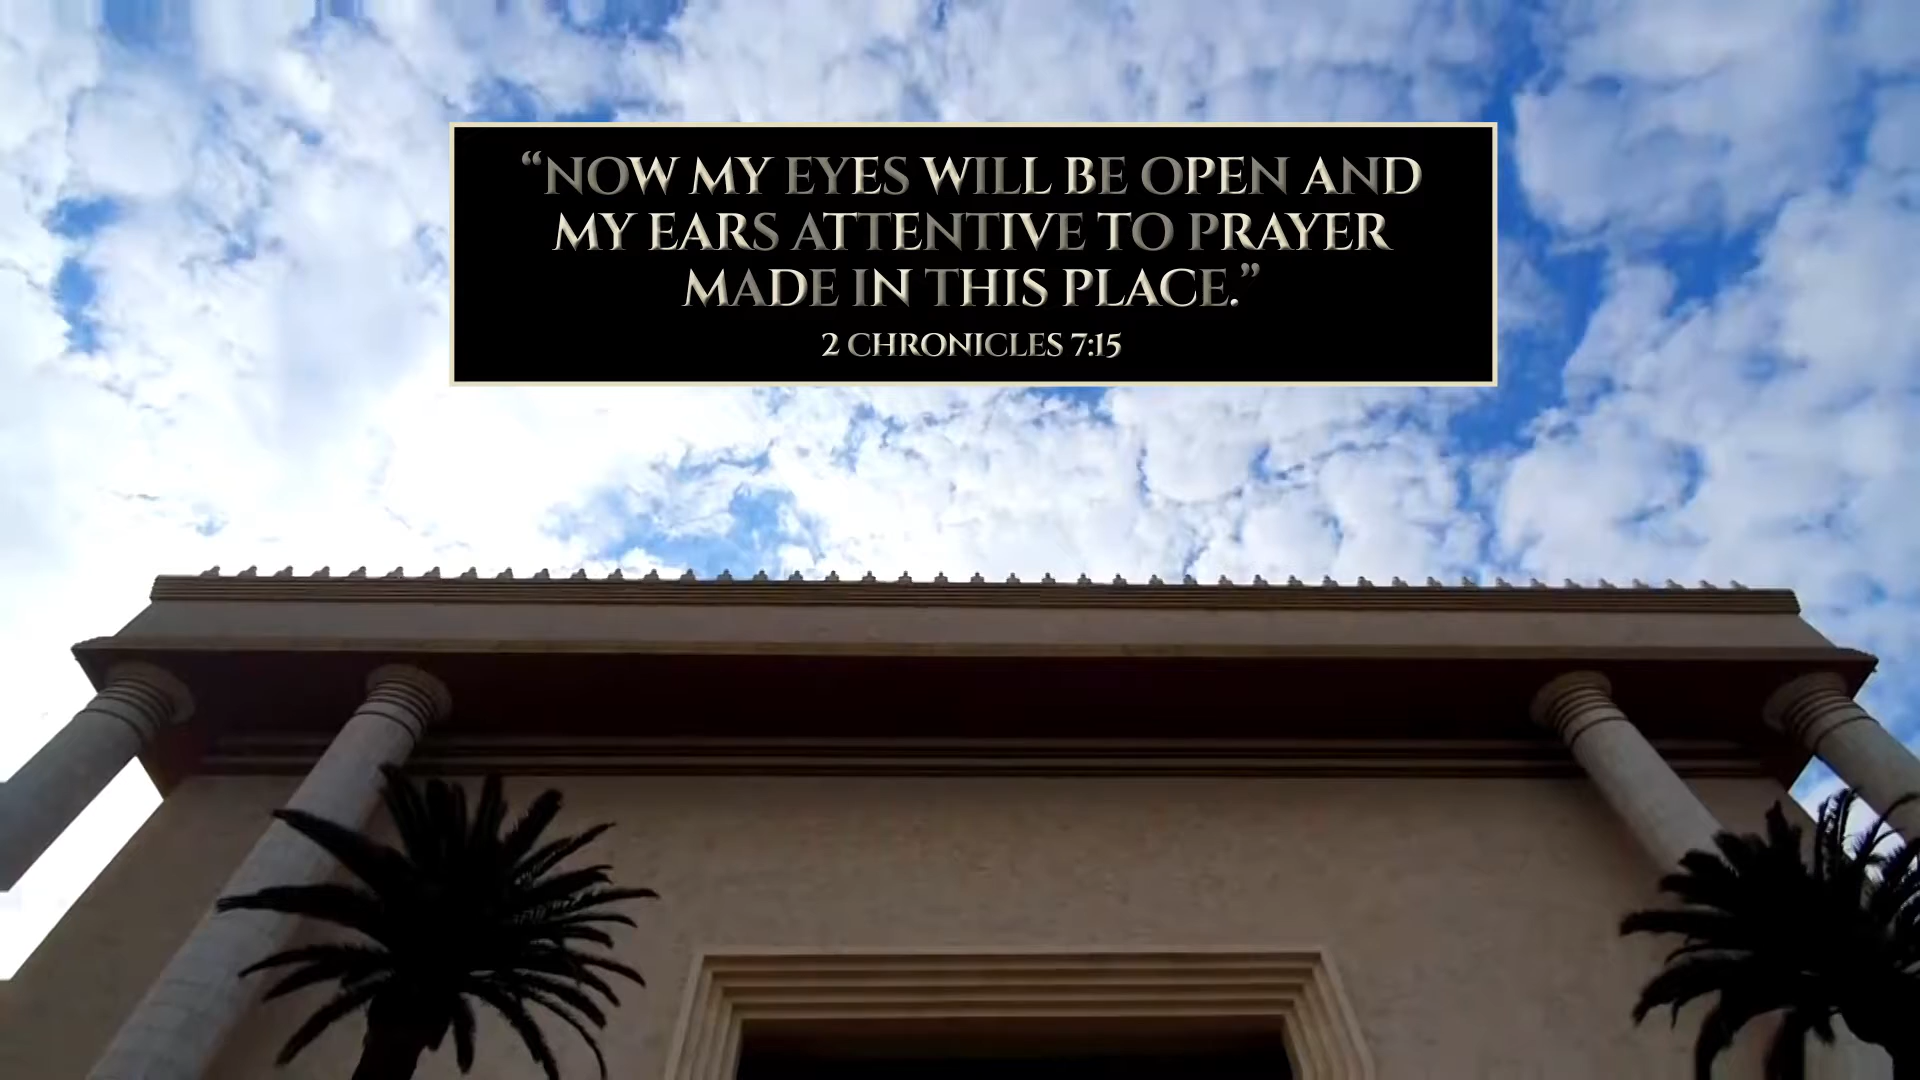 “NOW MY EYES WILL BE OPEN AND
MY EARS ATTENTIVE TO PRAYER
MADE IN THIS PLACE.”
2 CHRONICLES 7:15